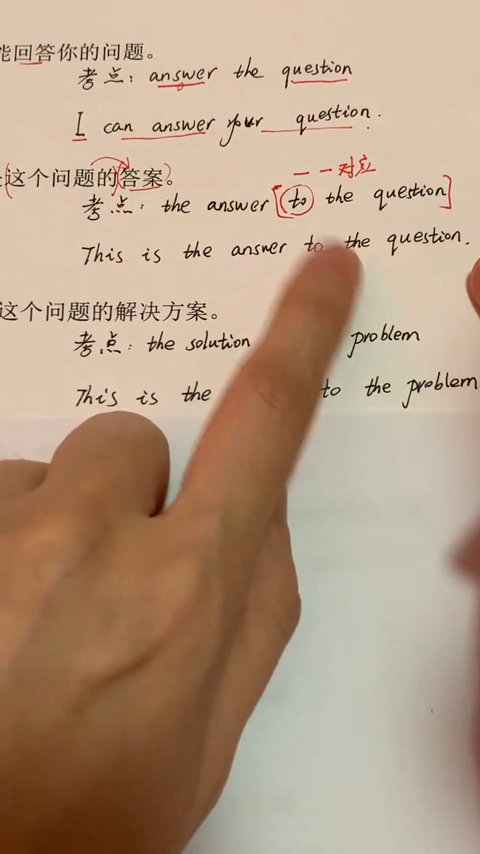 能回答你的问题。
考点: answer the question
I can answer your question.
这个问题的答案。
一一对应
考点: the answer to the question
This is the answer to the question.
这个问题的解决方案。
考点: the solution problem
This is the to the problem